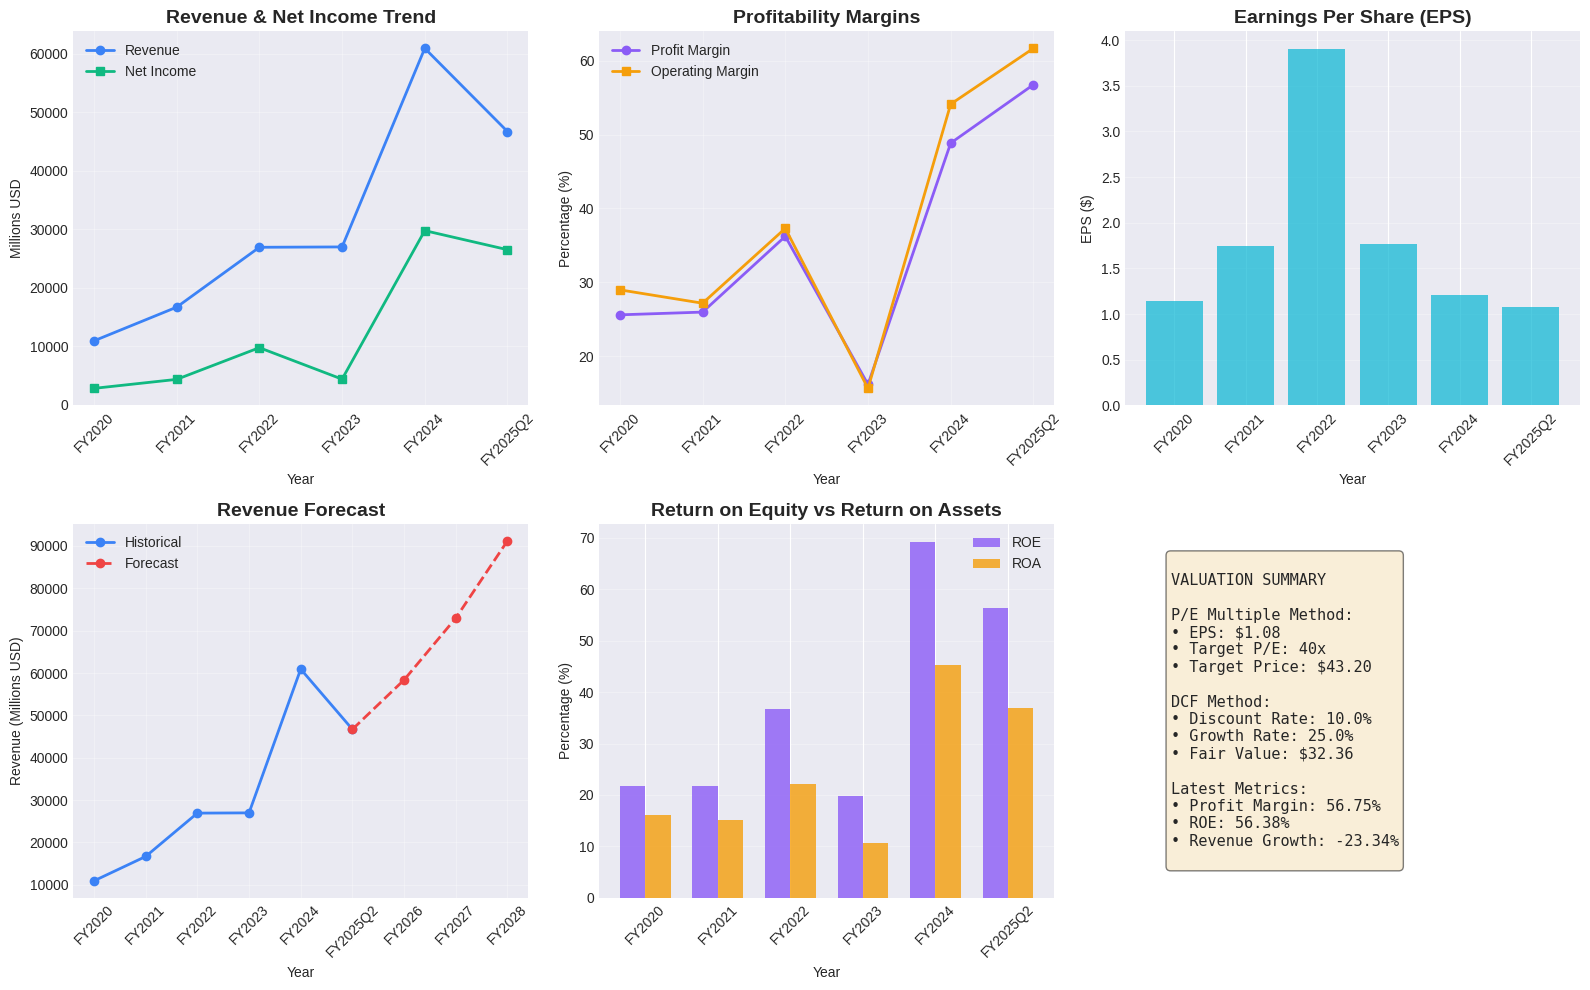 Revenue & Net Income Trend
Revenue
Net Income
60000
50000
40000
30000
20000
10000
0
Millions USD
FY2020
FY2021
FY2022
FY2023
FY2024
FY2025Q2
Year
Profitability Margins
Profit Margin
Operating Margin
60
50
40
30
20
Percentage (%)
FY2020
FY2021
FY2022
FY2023
FY2024
FY2025Q2
Year
Earnings Per Share (EPS)
4.0
3.5
3.0
2.5
2.0
1.5
1.0
0.5
0.0
EPS ($)
FY2020
FY2021
FY2022
FY2023
FY2024
FY2025Q2
Year
Revenue Forecast
Historical
Forecast
90000
80000
70000
60000
50000
40000
30000
20000
10000
Revenue (Millions USD)
FY2020
FY2021
FY2022
FY2023
FY2024
FY2025Q2
FY2026
FY2027
FY2028
Year
Return on Equity vs Return on Assets
ROE
ROA
70
60
50
40
30
20
10
0
Percentage (%)
FY2020
FY2021
FY2022
FY2023
FY2024
FY2025Q2
Year
VALUATION SUMMARY
P/E Multiple Method:
• EPS: $1.08
• Target P/E: 40x
• Target Price: $43.20
DCF Method:
• Discount Rate: 10.0%
• Growth Rate: 25.0%
• Fair Value: $32.36
Latest Metrics:
• Profit Margin: 56.75%
• ROE: 56.38%
• Revenue Growth: -23.34%